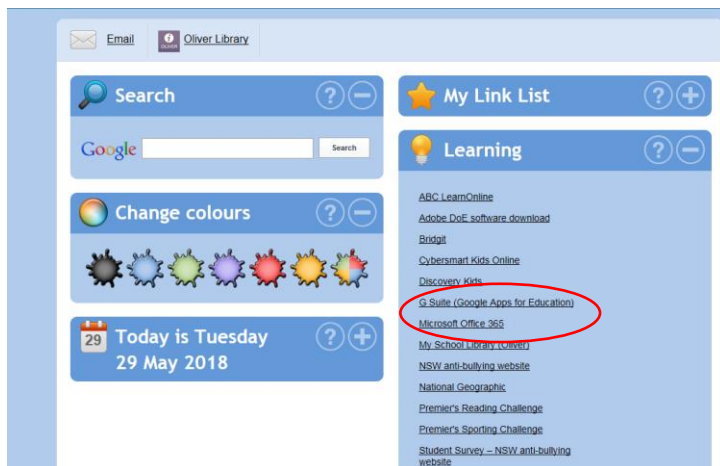 Email
Oliver Library
Search
Google
Search
Change colours
29
Today is Tuesday
29 May 2018
My Link List
Learning
ABC LearnOnline
Adobe DoE software download
Bridgit
Cybersmart Kids Online
Discovery Kids
G Suite (Google Apps for Education)
Microsoft Office 365
My School Library (Oliver)
NSW anti-bullying website
National Geographic
Premier's Reading Challenge
Premier's Sporting Challenge
Student Survey – NSW anti-bullying
website